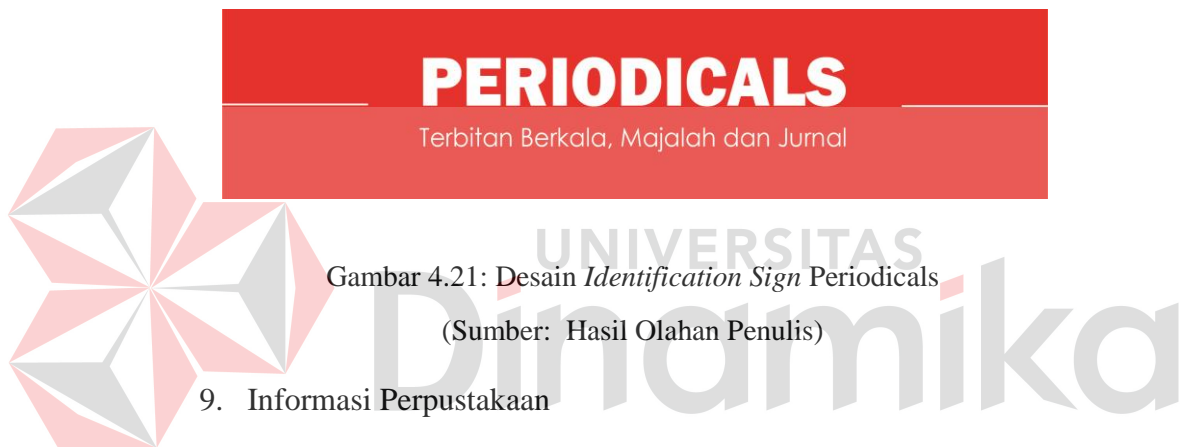 PERIODICALS
Terbitan Berkala, Majalah dan Jurnal
UNIVERSITAS
Gambar 4.21: Desain Identification Sign Periodicals
Dinamika
(Sumber: Hasil Olahan Penulis)
9. Informasi Perpustakaan